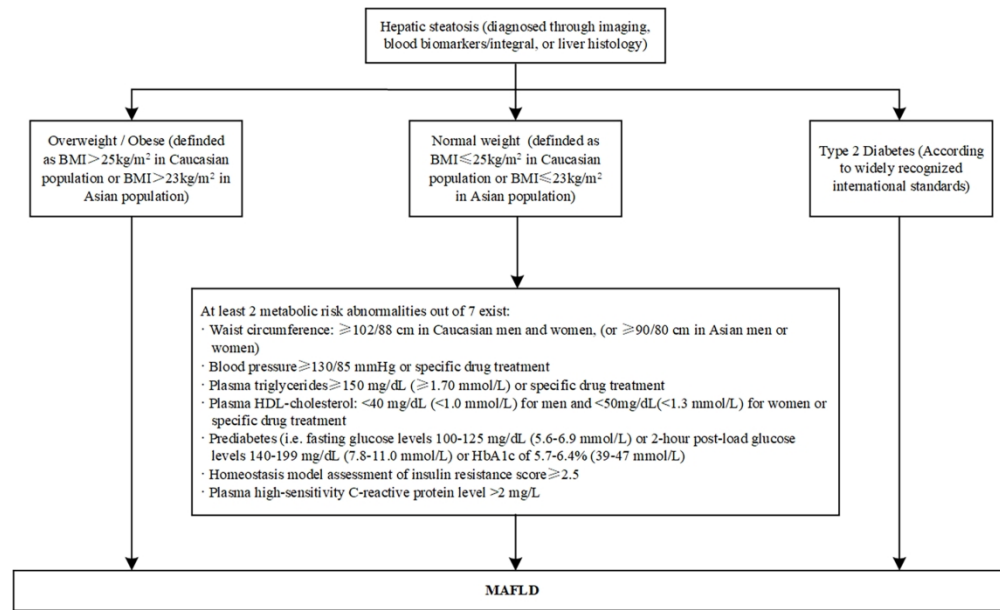 Hepatic steatosis (diagnosed through imaging,
blood biomarkers/integral, or liver histology)
Overweight / Obese (definded
as BMI＞25kg/m² in Caucasian
population or BMI＞23kg/m² in
Asian population)
Normal weight (definded as
BMI≦25kg/m² in Caucasian
population or BMI≦23kg/m²
in Asian population)
Type 2 Diabetes (According
to widely recognized
international standards)
At least 2 metabolic risk abnormalities out of 7 exist:
· Waist circumference: ≥102/88 cm in Caucasian men and women, (or ≥90/80 cm in Asian men or
women)
· Blood pressure≥130/85 mmHg or specific drug treatment
· Plasma triglycerides≥150 mg/dL (≥1.70 mmol/L) or specific drug treatment
· Plasma HDL-cholesterol: <40 mg/dL (<1.0 mmol/L) for men and <50mg/dL(<1.3 mmol/L) for women or
specific drug treatment
· Prediabetes (i.e. fasting glucose levels 100-125 mg/dL (5.6-6.9 mmol/L) or 2-hour post-load glucose
levels 140-199 mg/dL (7.8-11.0 mmol/L) or HbA1c of 5.7-6.4% (39-47 mmol/L)
· Homeostasis model assessment of insulin resistance score≥2.5
· Plasma high-sensitivity C-reactive protein level >2 mg/L
MAFLD